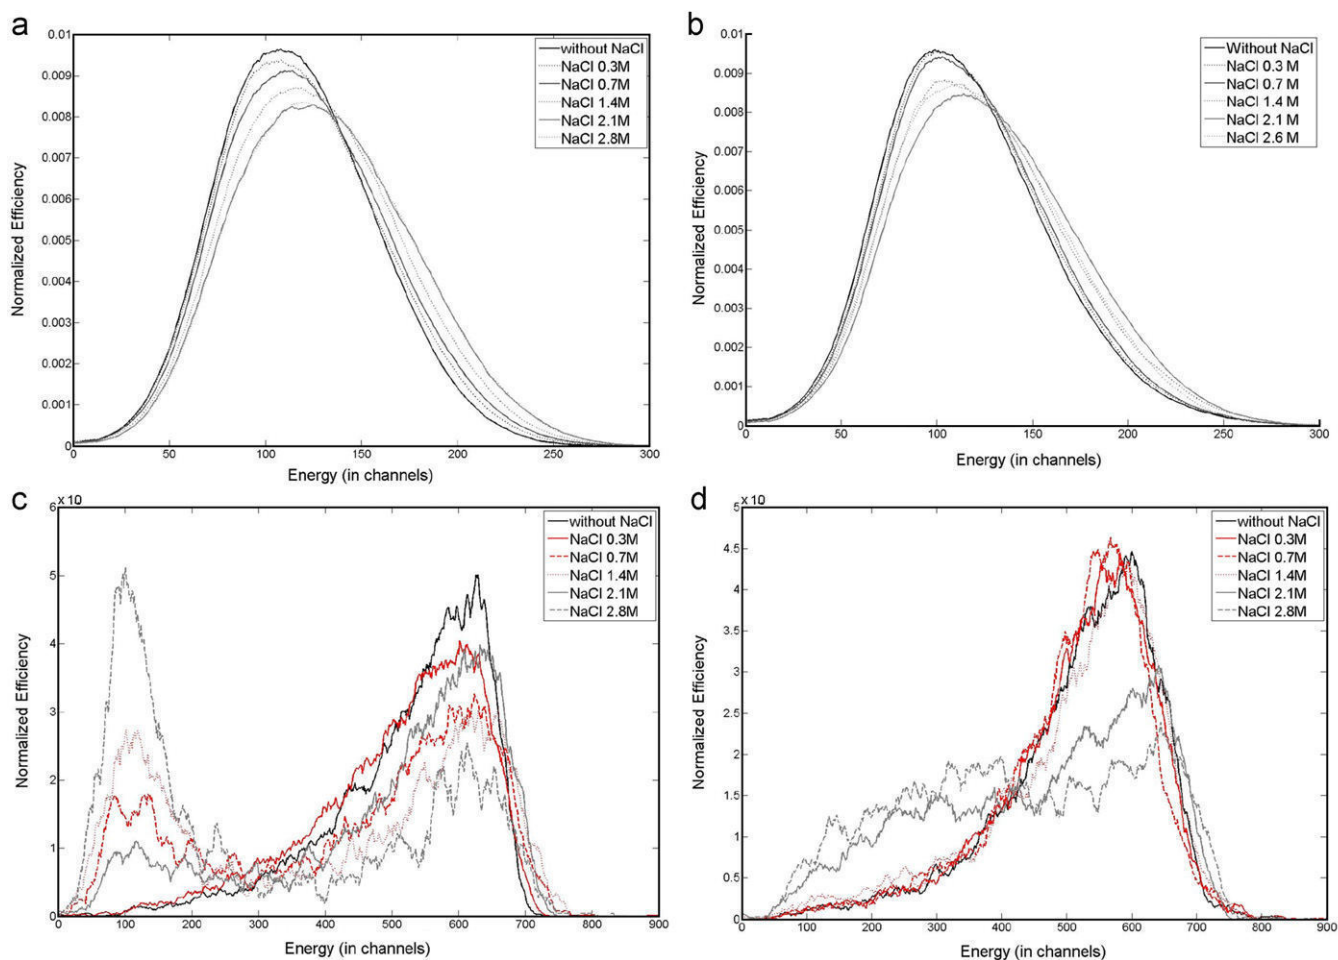 a
0.01
0.009
0.008
0.007
0.006
0.005
0.004
0.003
0.002
0.001
0
Normalized Efficiency
without NaCl
NaCl 0.3M
NaCl 0.7M
NaCl 1.4M
NaCl 2.1M
NaCl 2.8M
0 50 100 150 200 250 300
Energy (in channels)
b
0.01
0.009
0.008
0.007
0.006
0.005
0.004
0.003
0.002
0.001
0
Normalized Efficiency
Without NaCl
NaCl 0.3 M
NaCl 0.7 M
NaCl 1.4 M
NaCl 2.1 M
NaCl 2.6 M
0 50 100 150 200 250 300
Energy (in channels)
c
x 10
6
5
4
3
2
1
0
Normalized Efficiency
without NaCl
NaCl 0.3M
NaCl 0.7M
NaCl 1.4M
NaCl 2.1M
NaCl 2.8M
0 100 200 300 400 500 600 700 800 900
Energy (in channels)
d
x 10
5
4.5
4
3.5
3
2.5
2
1.5
1
0.5
0
Normalized Efficiency
without NaCl
NaCl 0.3M
NaCl 0.7M
NaCl 1.4M
NaCl 2.1M
NaCl 2.8M
0 100 200 300 400 500 600 700 800 900
Energy (in channels)